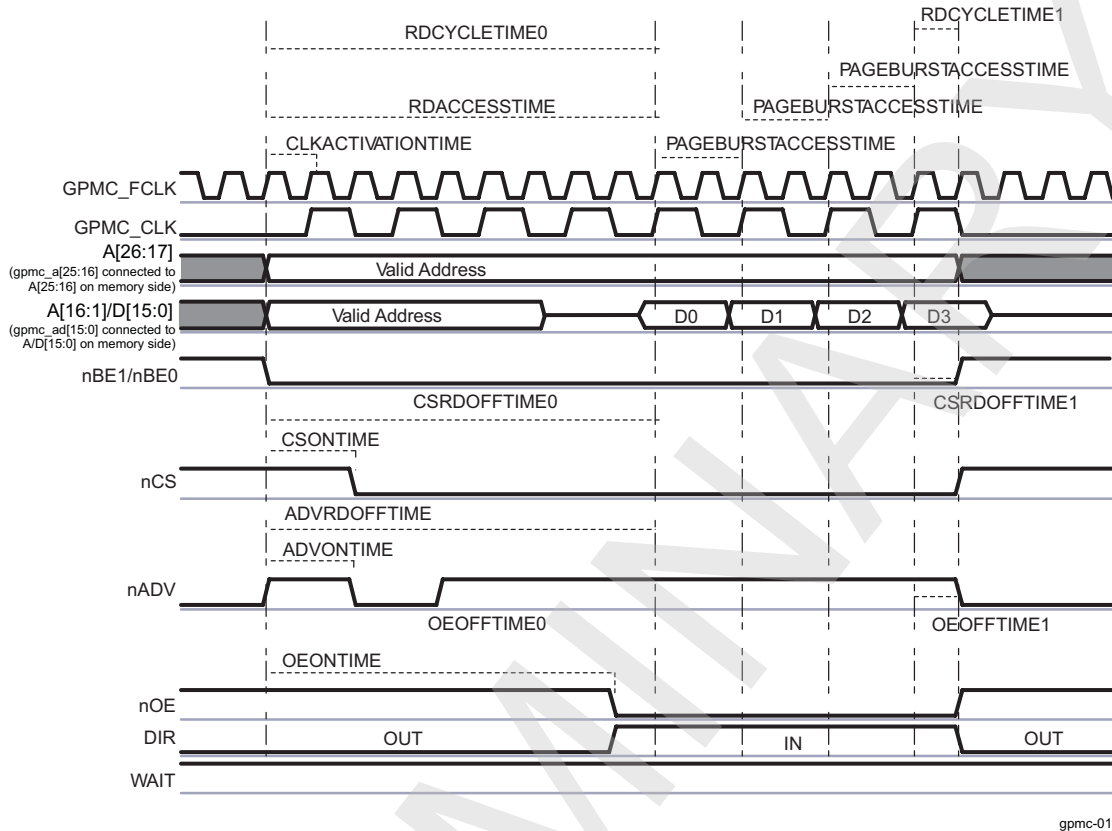 RDCYCLETIME1
RDCYCLETIME0
PAGEBURSTACCESSTIME
RDACCESSTIME
PAGEBURSTACCESSTIME
CLKACTIVATIONTIME
PAGEBURSTACCESSTIME
GPMC_FCLK
GPMC_CLK
A[26:17]
(gpmc_a[25:16] connected to
A[25:16] on memory side)
Valid Address
A[16:1]/D[15:0]
(gpmc_ad[15:0] connected to
A/D[15:0] on memory side)
Valid Address
D0
D1
D2
D3
nBE1/nBE0
CSRDOFFTIME0
CSRDOFFTIME1
CSONTIME
nCS
ADVRDOFFTIME
ADVONTIME
nADV
OEOFFTIME0
OEOFFTIME1
OEONTIME
nOE
DIR
OUT
IN
OUT
WAIT
gpmc-01
MINARY